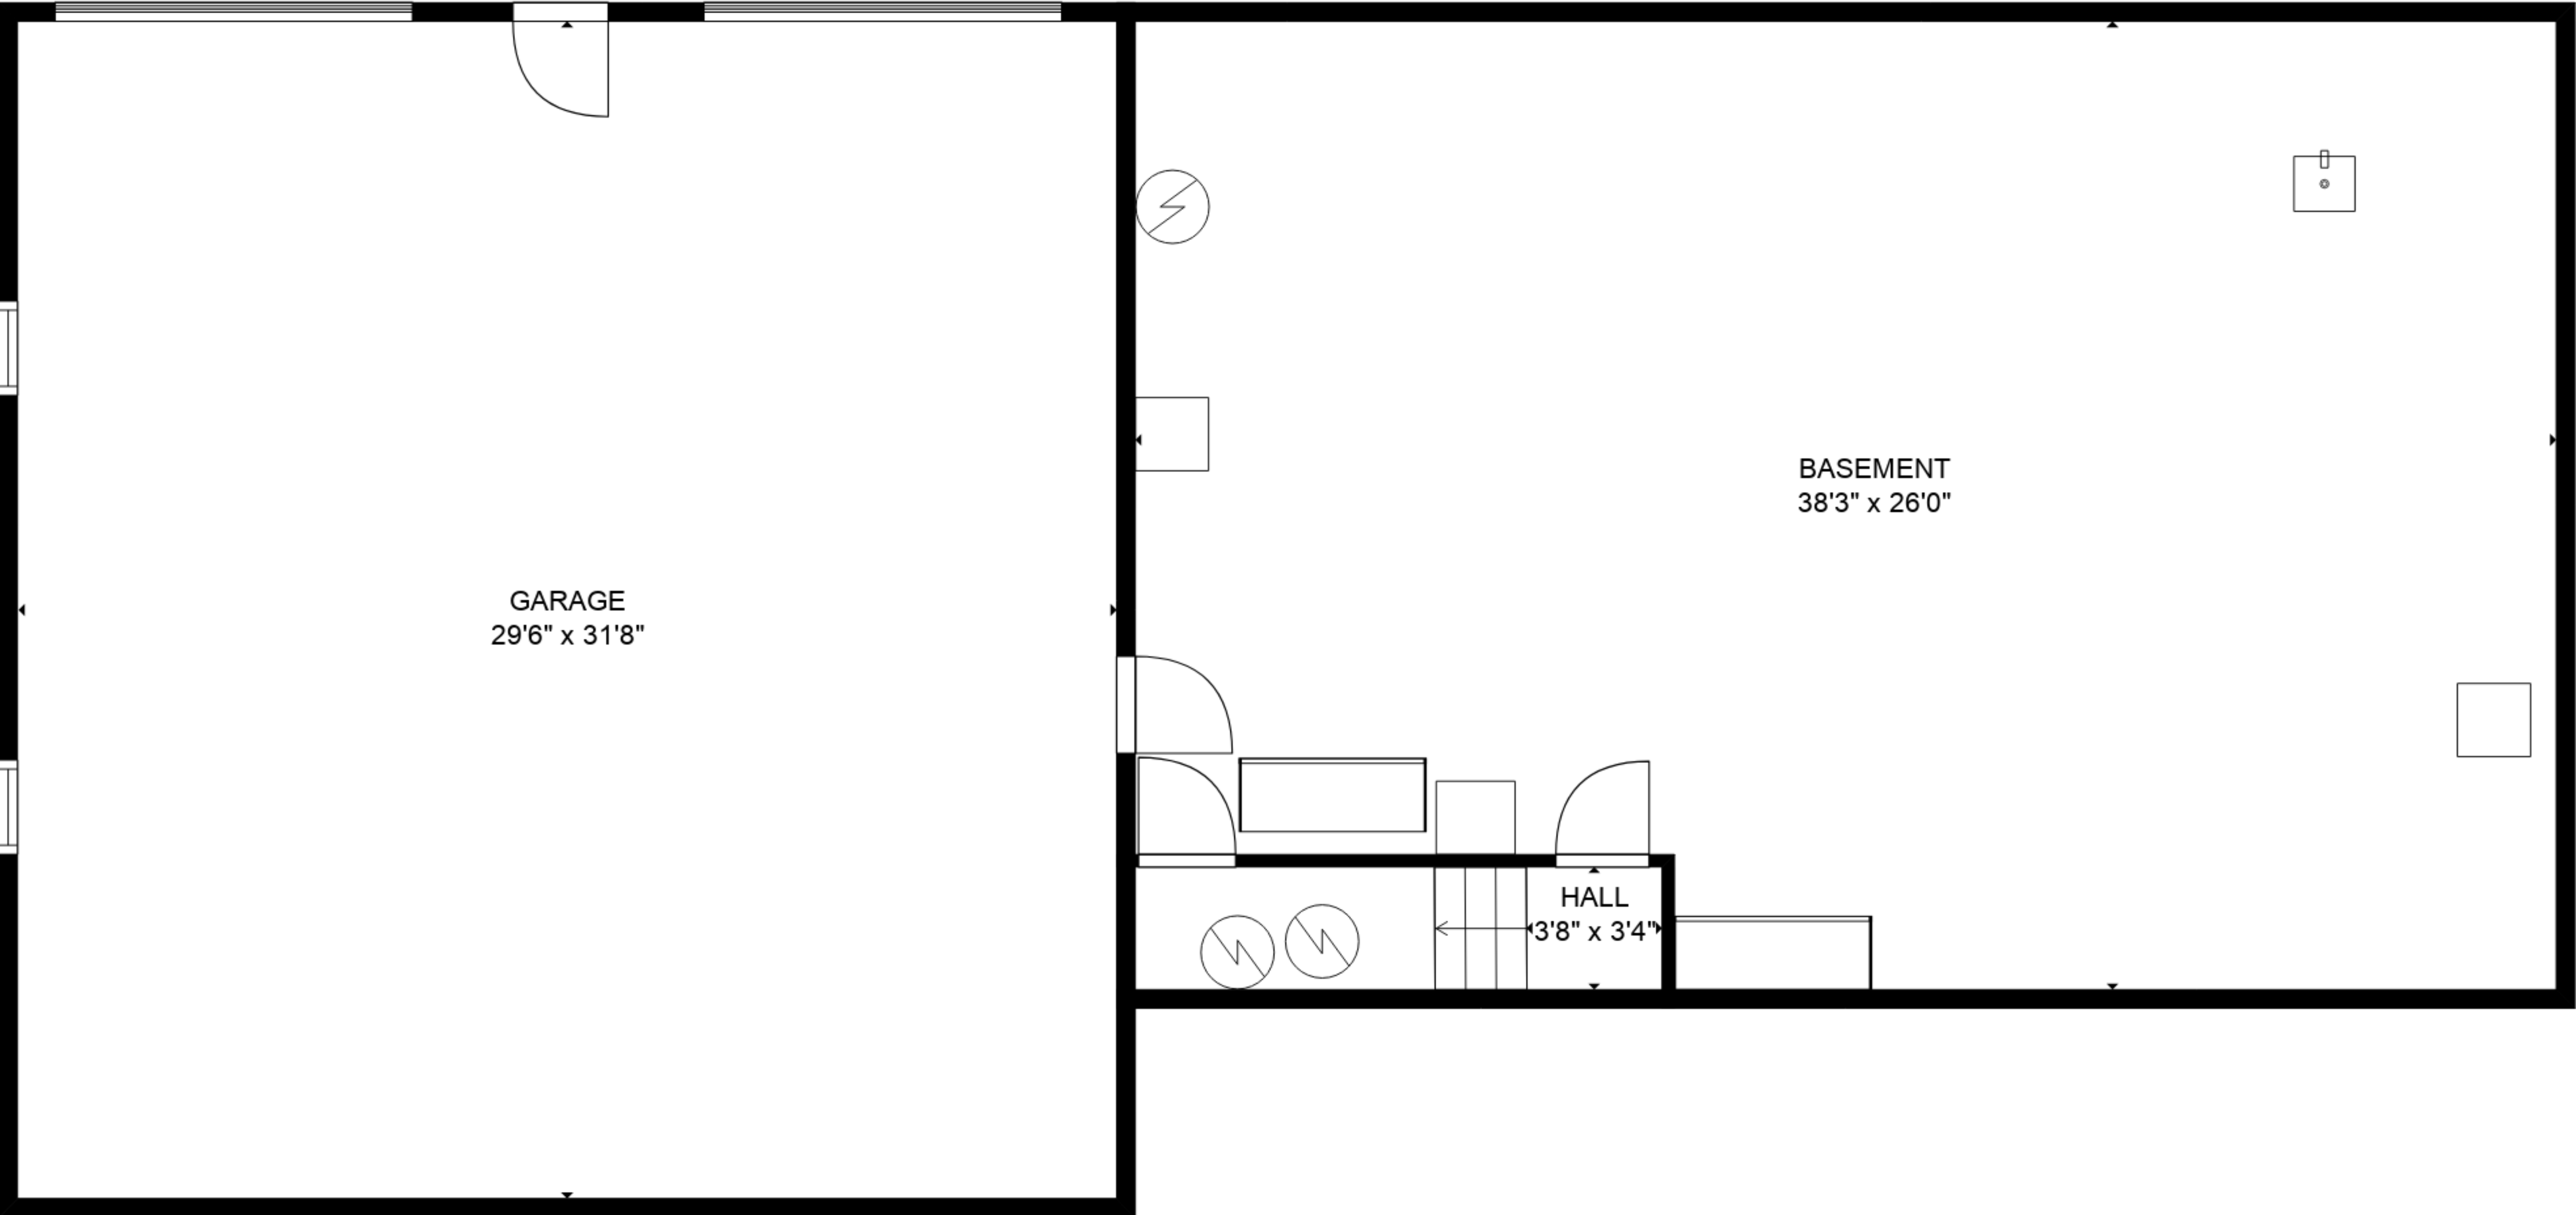 BASEMENT
38'3" x 26'0"
GARAGE
29'6" x 31'8"
HALL
3'8" x 3'4"